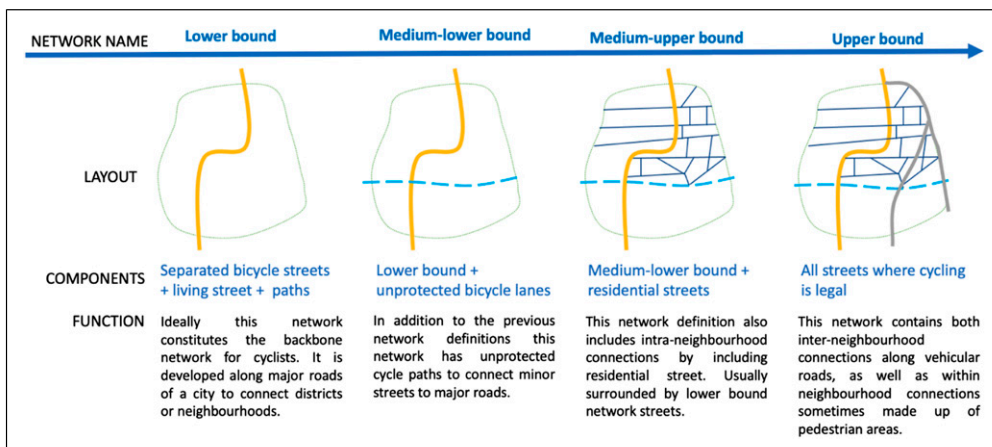 NETWORK NAME
Lower bound
Medium-lower bound
Medium-upper bound
Upper bound
LAYOUT
COMPONENTS
Separated bicycle streets
+ living street + paths
Lower bound +
unprotected bicycle lanes
Medium-lower bound +
residential streets
All streets where cycling
is legal
FUNCTION
Ideally this network
constitutes the backbone
network for cyclists. It is
developed along major roads
of a city to connect districts
or neighbourhoods.
In addition to the previous
network definitions this
network has unprotected
cycle paths to connect minor
streets to major roads.
This network definition also
includes intra-neighbourhood
connections by including
residential street. Usually
surrounded by lower bound
network streets.
This network contains both
inter-neighbourhood
connections along vehicular
roads, as well as within
neighbourhood connections
sometimes made up of
pedestrian areas.